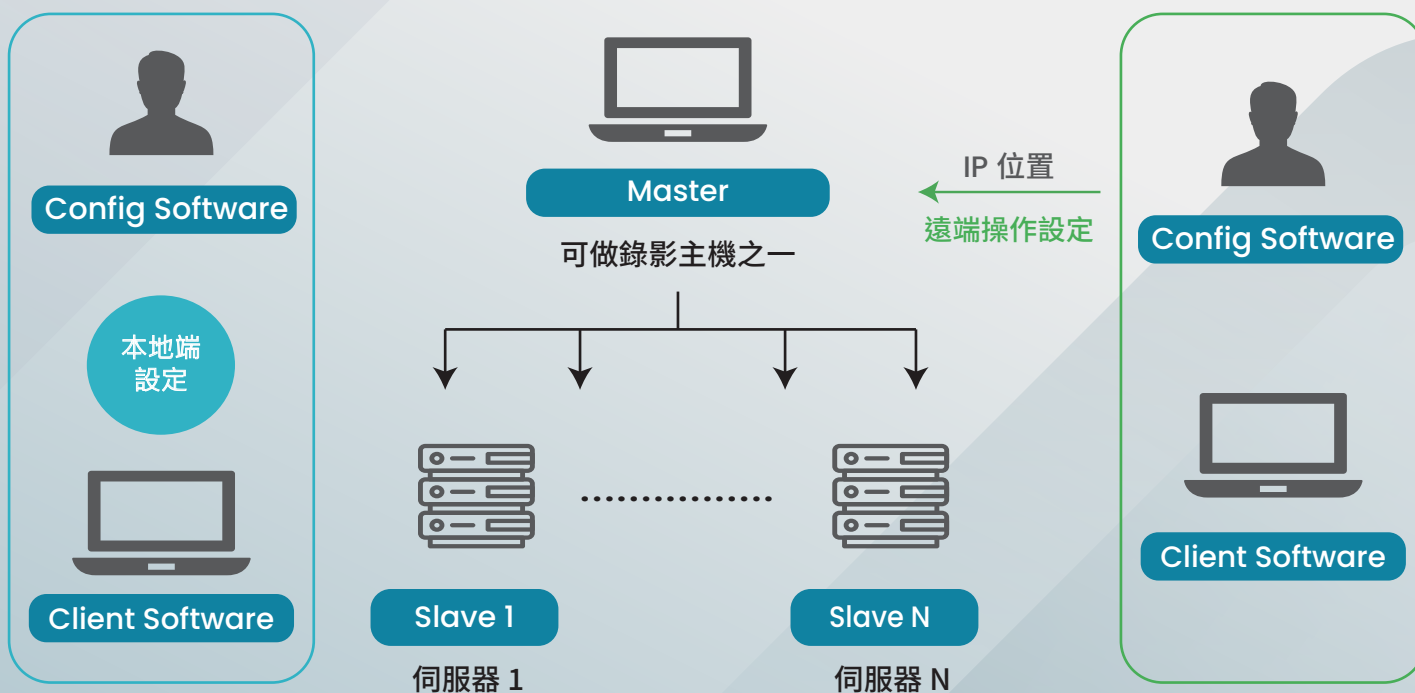 Config Software
本地端
設定
Client Software
Master
可做錄影主機之一
Slave 1
伺服器 1
Slave N
伺服器 N
IP 位置
遠端操作設定
Config Software
Client Software